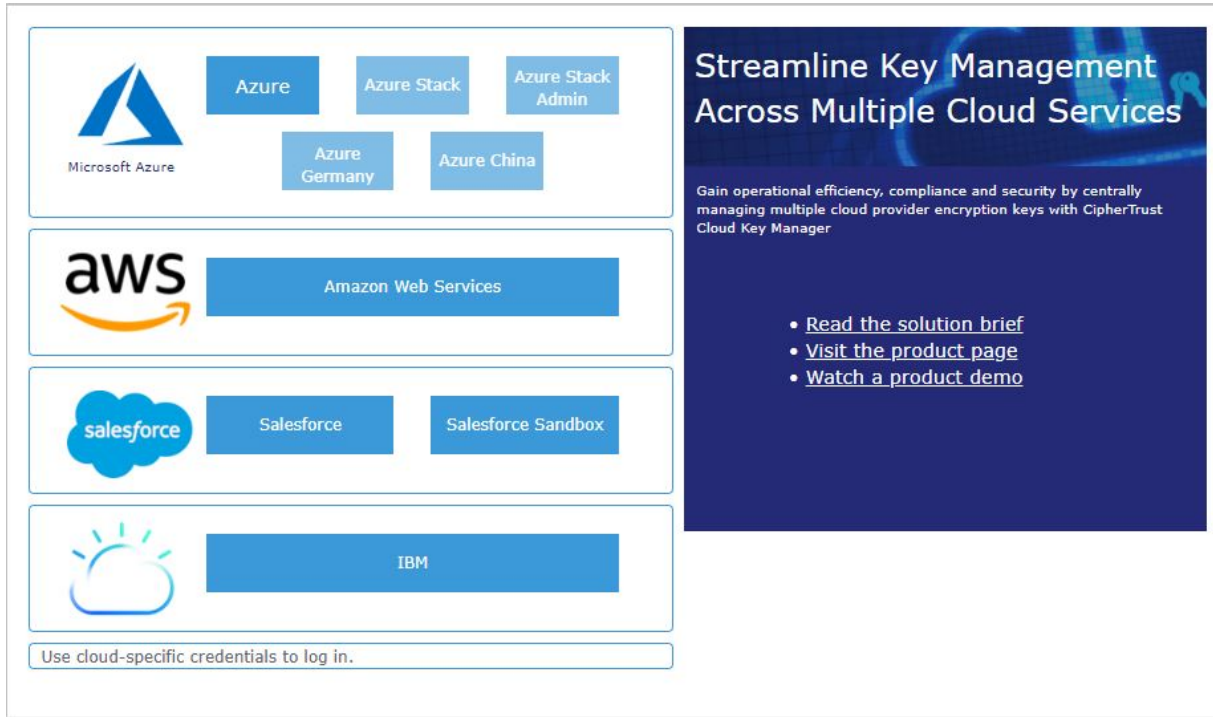 Azure
Azure Stack
Azure Stack
Admin
Microsoft Azure
Azure
Germany
Azure China
aws
Amazon Web Services
salesforce
Salesforce
Salesforce Sandbox
IBM
Use cloud-specific credentials to log in.
Streamline Key Management
Across Multiple Cloud Services
Gain operational efficiency, compliance and security by centrally
managing multiple cloud provider encryption keys with CipherTrust
Cloud Key Manager
• Read the solution brief
• Visit the product page
• Watch a product demo